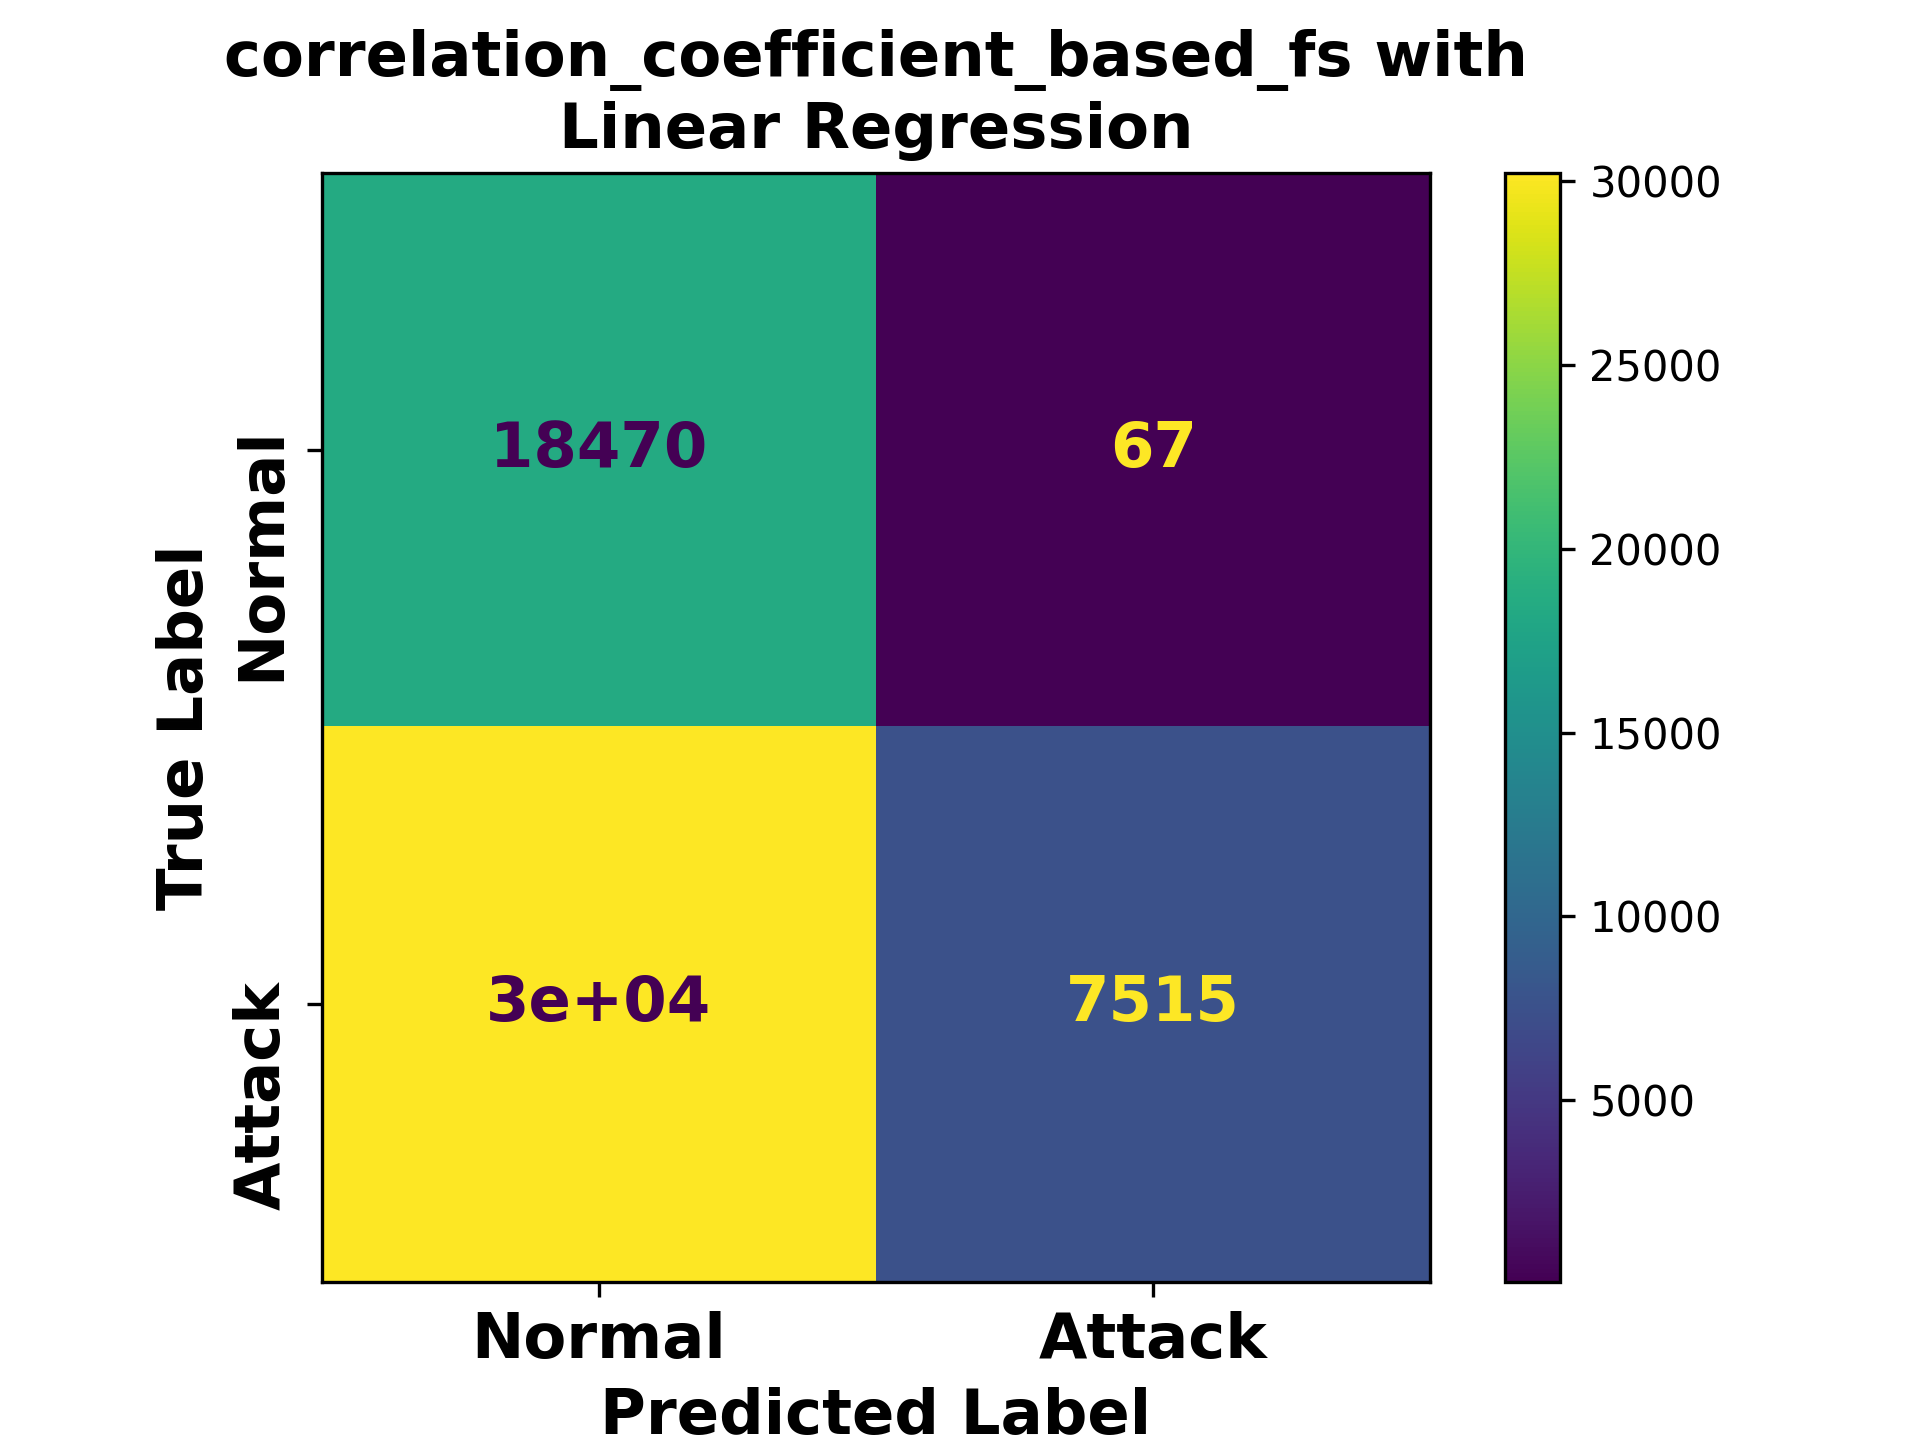 correlation_coefficient_based_fs with
Linear Regression
True Label
Normal
Attack
18470
67
3e+04
7515
Normal
Attack
Predicted Label
30000
25000
20000
15000
10000
5000